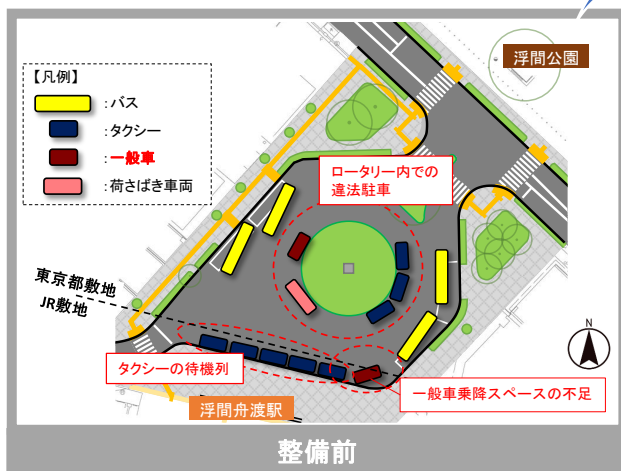 浮間公園
【凡例】
：バス
：タクシー
：一般車
：荷さばき車両
ロータリー内での
違法駐車
東京都敷地
JR敷地
N
タクシーの待機列
一般車乗降スペースの不足
浮間舟渡駅
整備前